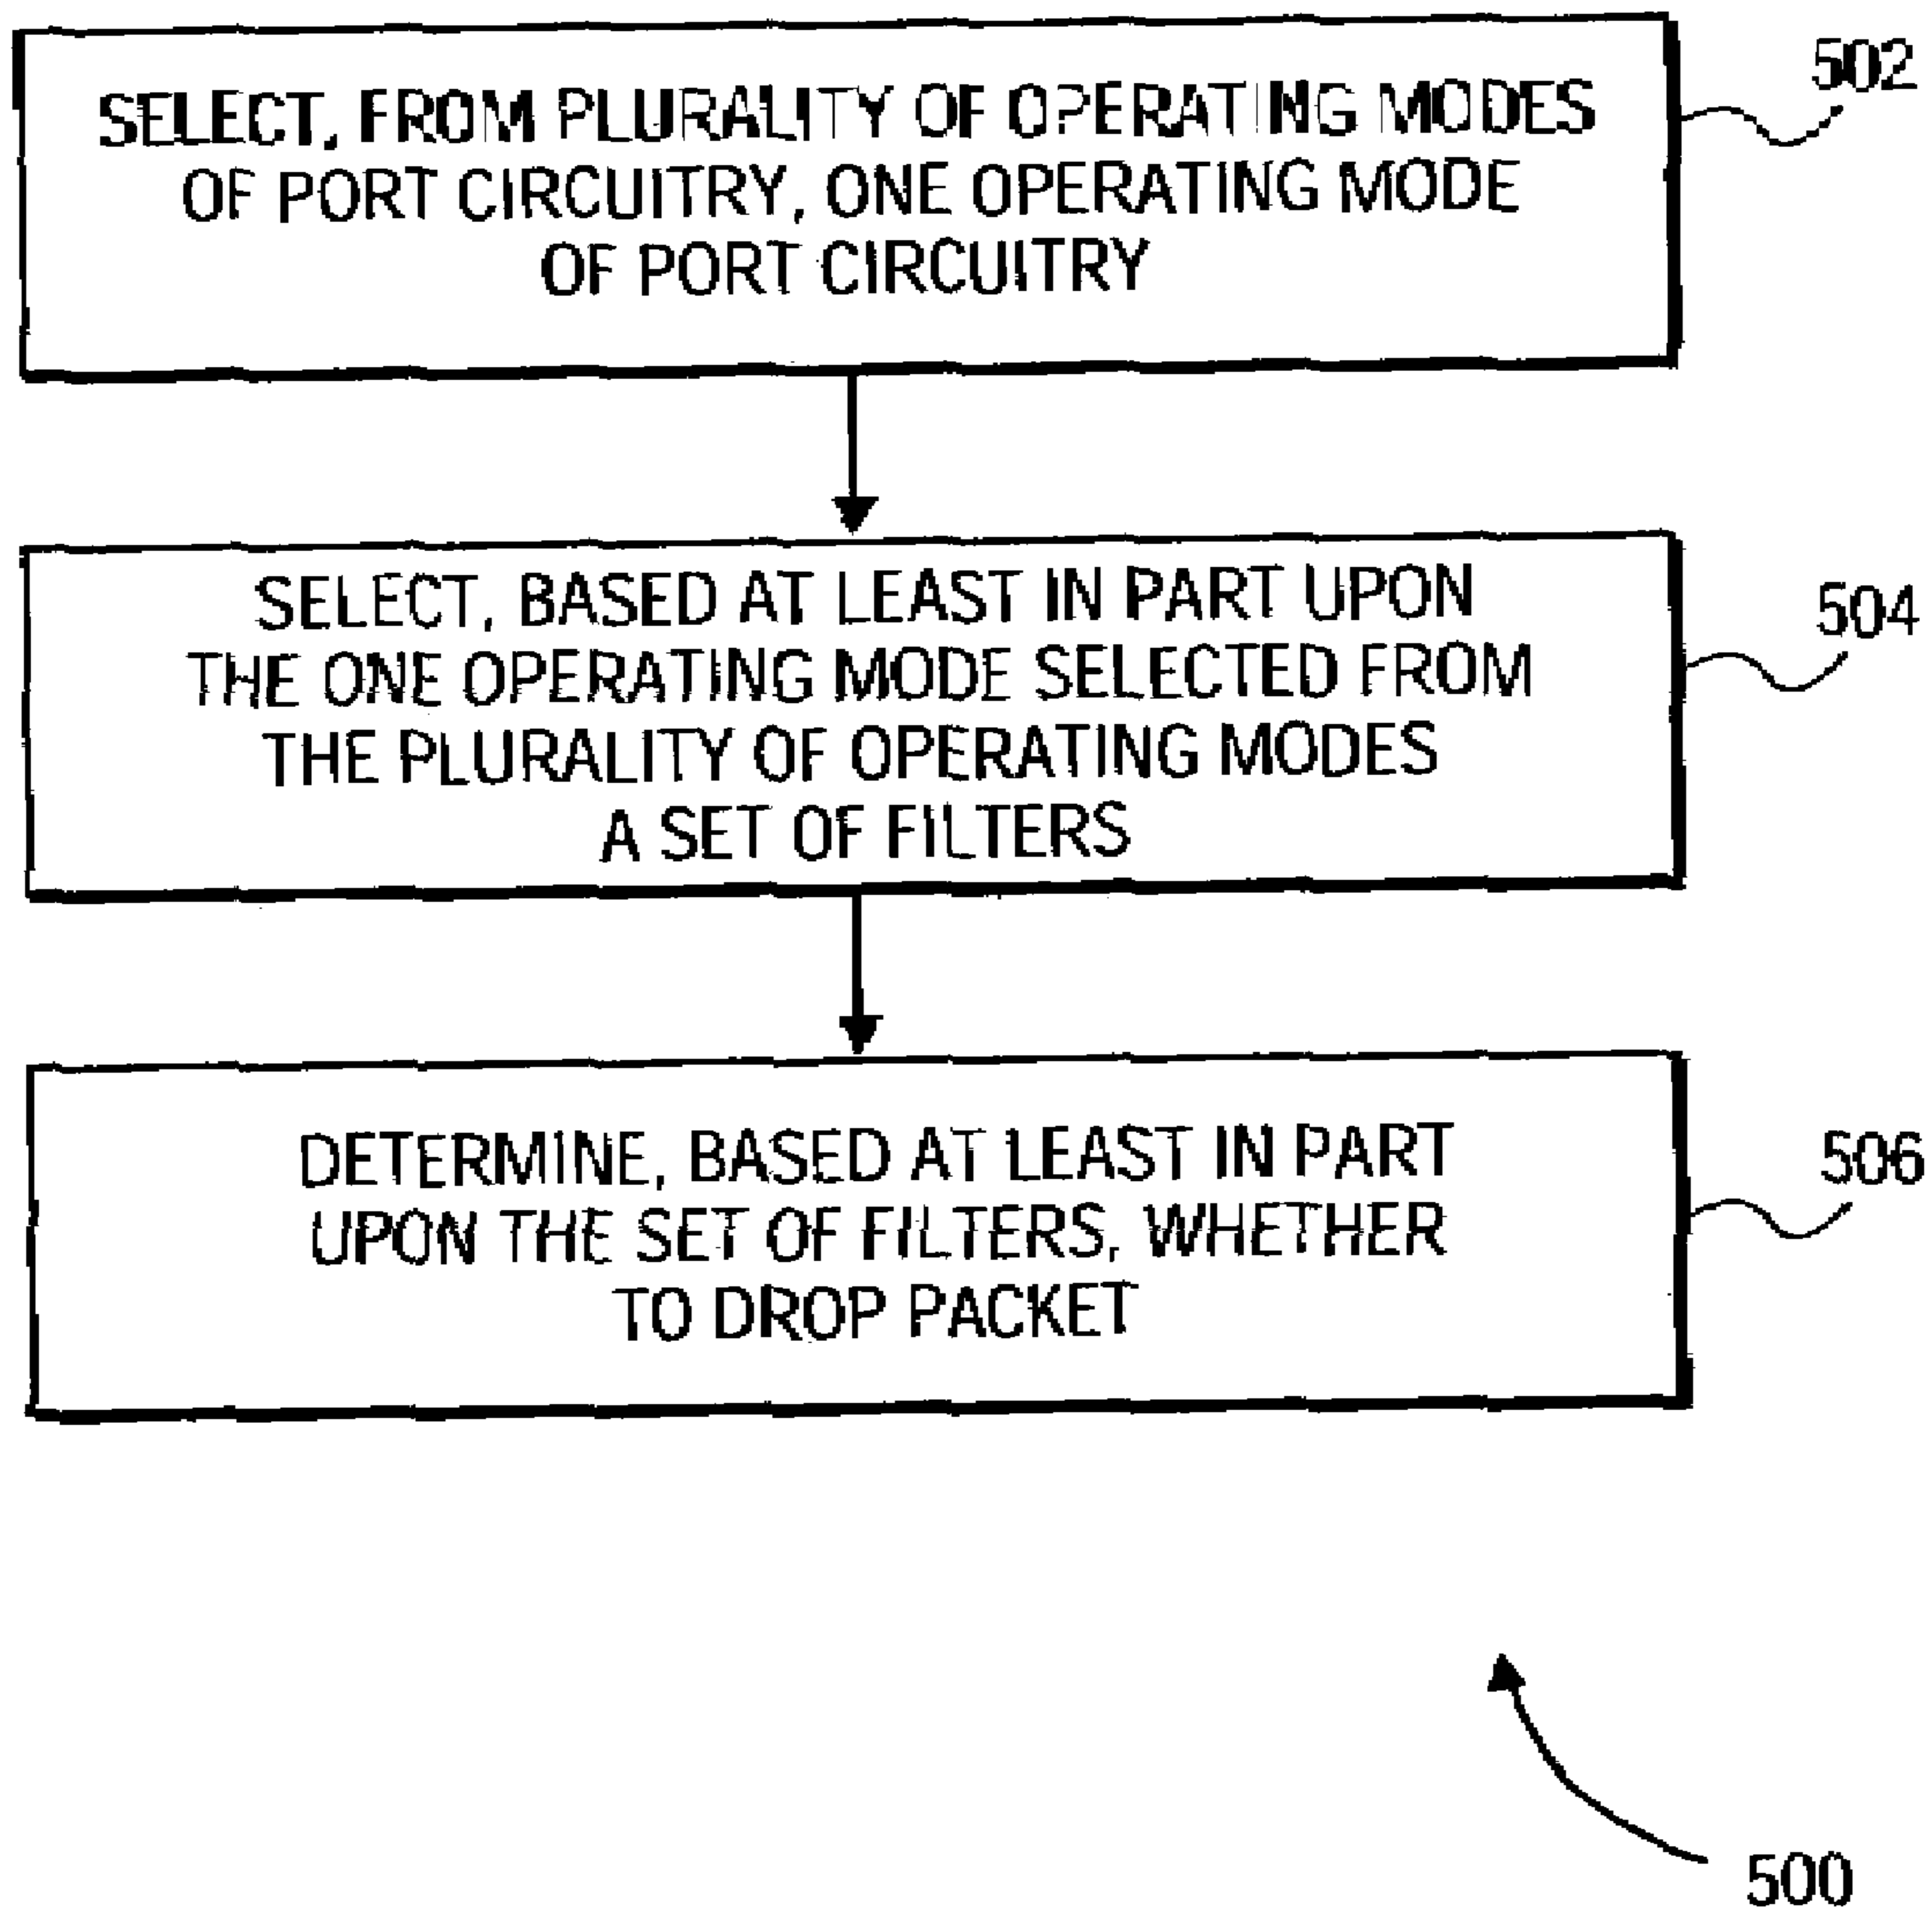 SELECT, FROM PLURALITY OF OPERATING MODES
OF PORT CIRCUITRY, ONE OPERATING MODE
OF PORT CIRCUITRY
502
SELECT, BASED AT LEAST IN PART UPON
THE ONE OPERATING MODE SELECTED FROM
THE PLURALITY OF OPERATING MODES
A SET OF FILTERS
504
DETERMINE, BASED AT LEAST IN PART
UPON THE SET OF FILTERS, WHETHER
TO DROP PACKET
506
500